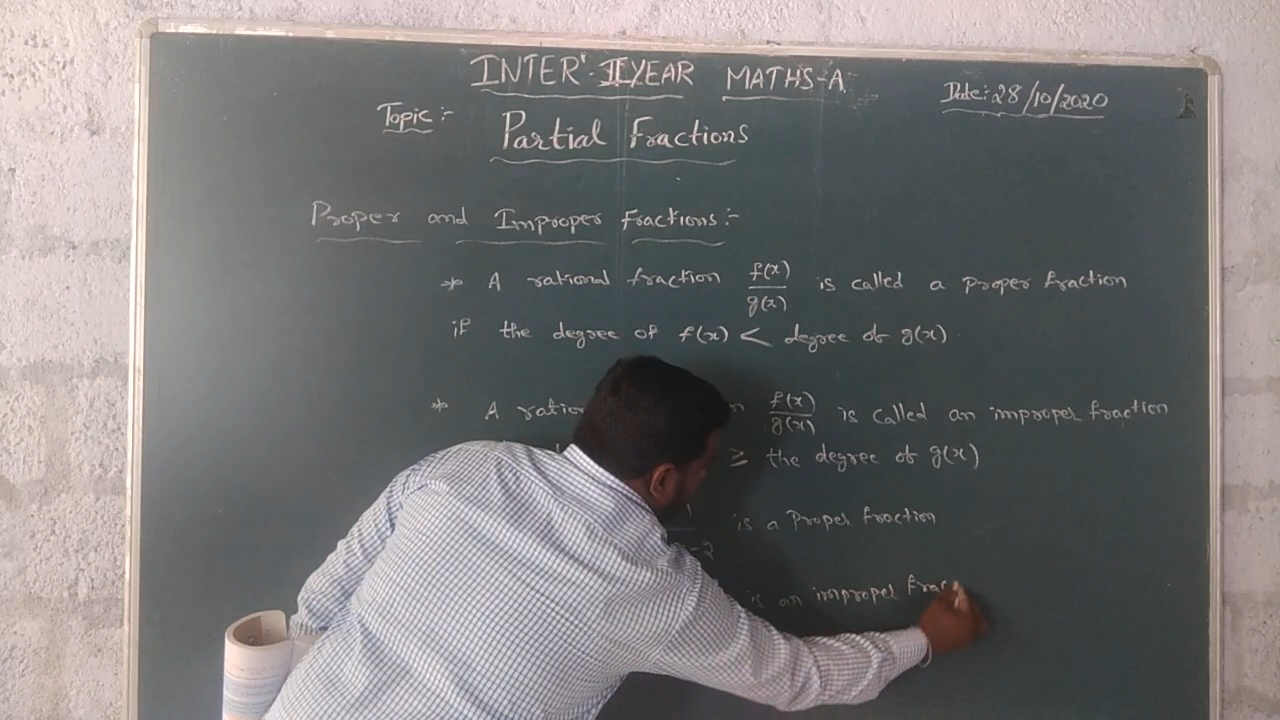 INTER' II YEAR MATHS-A
Date: 28/10/2020
Topic :-
Partial Fractions
Proper and Improper Fractions :-
* A rational fraction f(x)/g(x) is called a Proper fraction
if the degree of f(x) < degree of g(x)
* A f(x)/g(x) is called an improper fraction
≥ the degree of g(x)
is a Proper fraction
is an improper